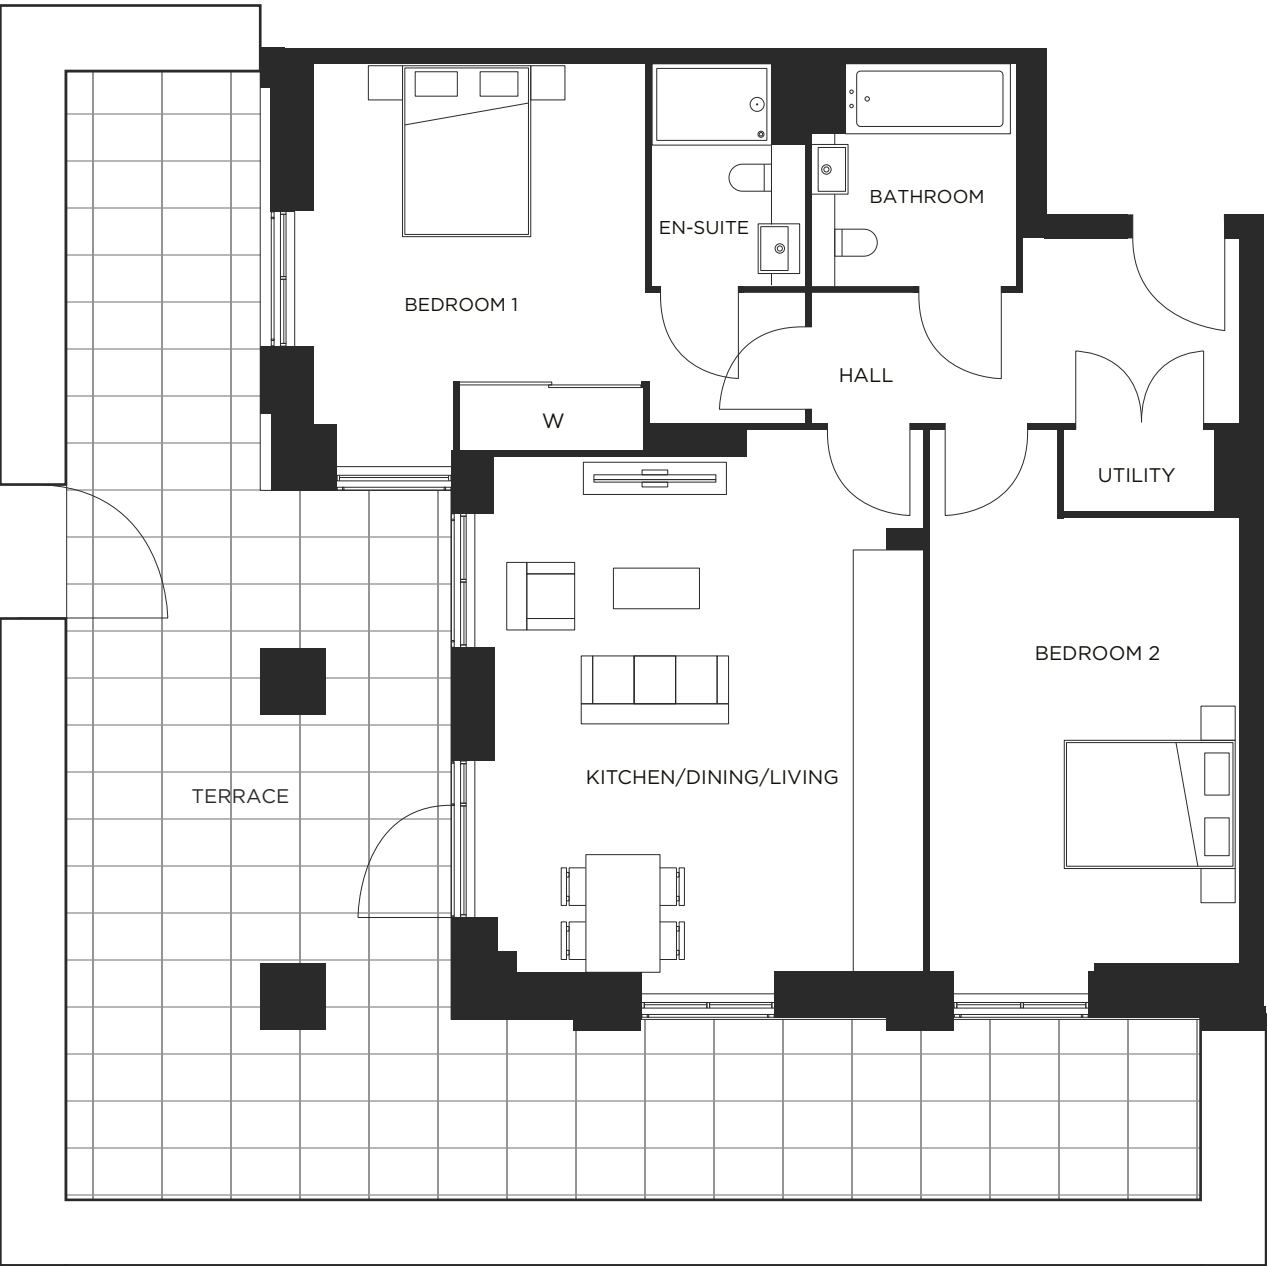 BATHROOM
EN-SUITE
BEDROOM 1
HALL
W
UTILITY
BEDROOM 2
KITCHEN/DINING/LIVING
TERRACE